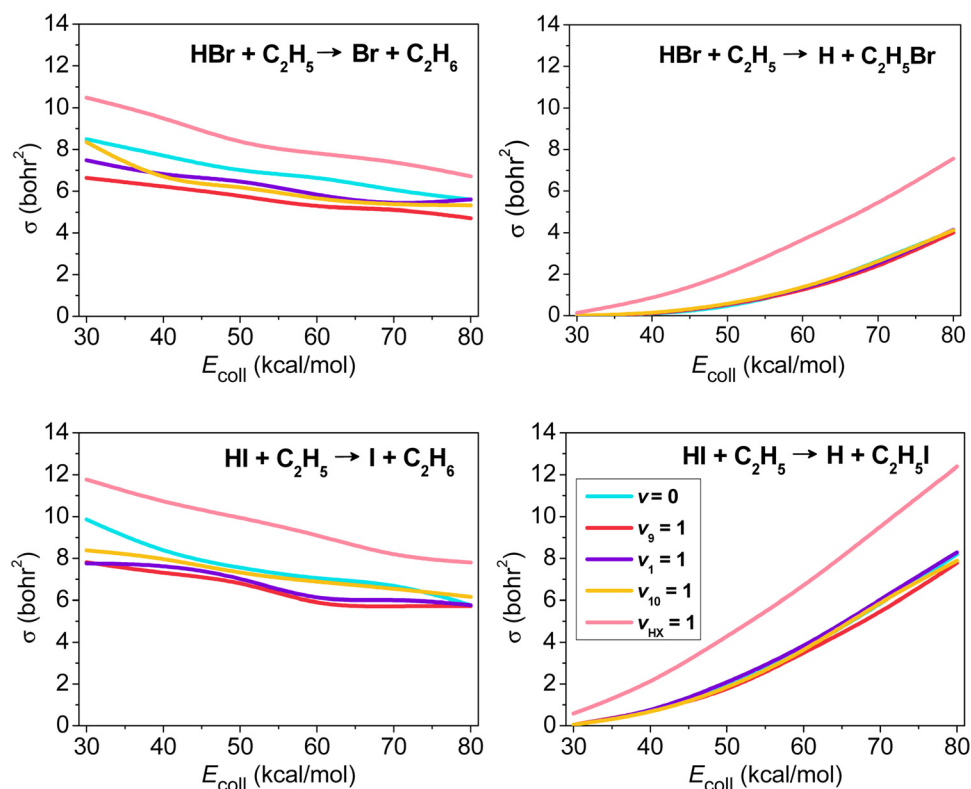 HBr + C₂H₅ → Br + C₂H₆
14
12
10
8
6
4
2
0
σ (bohr²)
30 40 50 60 70 80
E_coll (kcal/mol)
HBr + C₂H₅ → H + C₂H₅Br
14
12
10
8
6
4
2
0
σ (bohr²)
30 40 50 60 70 80
E_coll (kcal/mol)
HI + C₂H₅ → I + C₂H₆
14
12
10
8
6
4
2
0
σ (bohr²)
30 40 50 60 70 80
E_coll (kcal/mol)
HI + C₂H₅ → H + C₂H₅I
14
12
10
8
6
4
2
0
σ (bohr²)
v = 0
v₉ = 1
v₁ = 1
v₁₀ = 1
v_HX = 1
30 40 50 60 70 80
E_coll (kcal/mol)